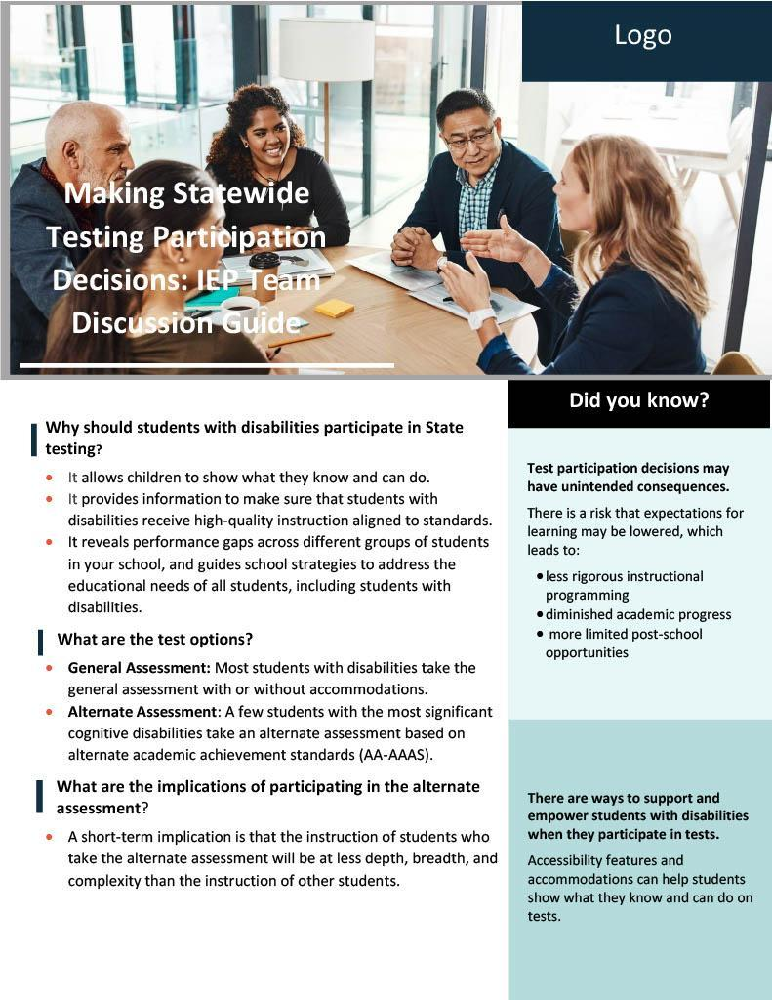 Logo
Making Statewide
Testing Participation
Decisions: IEP Team
Discussion Guide
Why should students with disabilities participate in State
testing?
• It allows children to show what they know and can do.
• It provides information to make sure that students with
disabilities receive high-quality instruction aligned to standards.
• It reveals performance gaps across different groups of students
in your school, and guides school strategies to address the
educational needs of all students, including students with
disabilities.
What are the test options?
• General Assessment: Most students with disabilities take the
general assessment with or without accommodations.
• Alternate Assessment: A few students with the most significant
cognitive disabilities take an alternate assessment based on
alternate academic achievement standards (AA-AAAS).
What are the implications of participating in the alternate
assessment?
• A short-term implication is that the instruction of students who
take the alternate assessment will be at less depth, breadth, and
complexity than the instruction of other students.
Did you know?
Test participation decisions may
have unintended consequences.
There is a risk that expectations for
learning may be lowered, which
leads to:
• less rigorous instructional
programming
• diminished academic progress
• more limited post-school
opportunities
There are ways to support and
empower students with disabilities
when they participate in tests.
Accessibility features and
accommodations can help students
show what they know and can do on
tests.